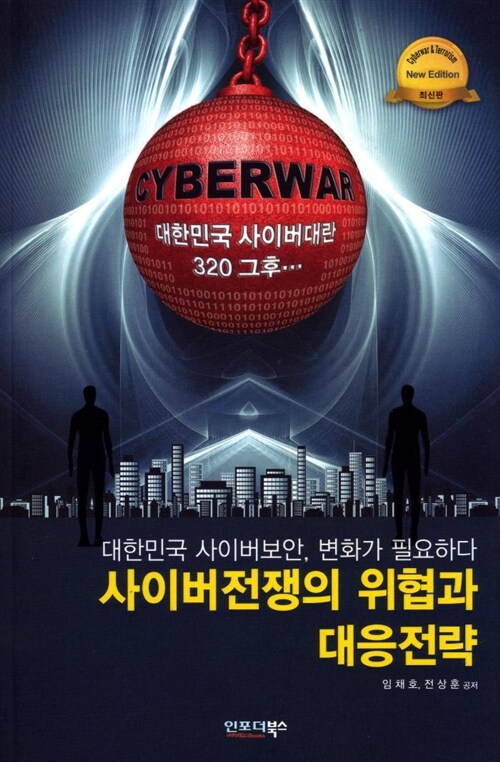 Cyberwar & Terrorism
New Edition
최신판
CYBERWAR
대한민국 사이버대란
320 그후…
대한민국 사이버보안, 변화가 필요하다
사이버전쟁의 위협과
대응전략
임채호, 전상훈 공저
인포더북스